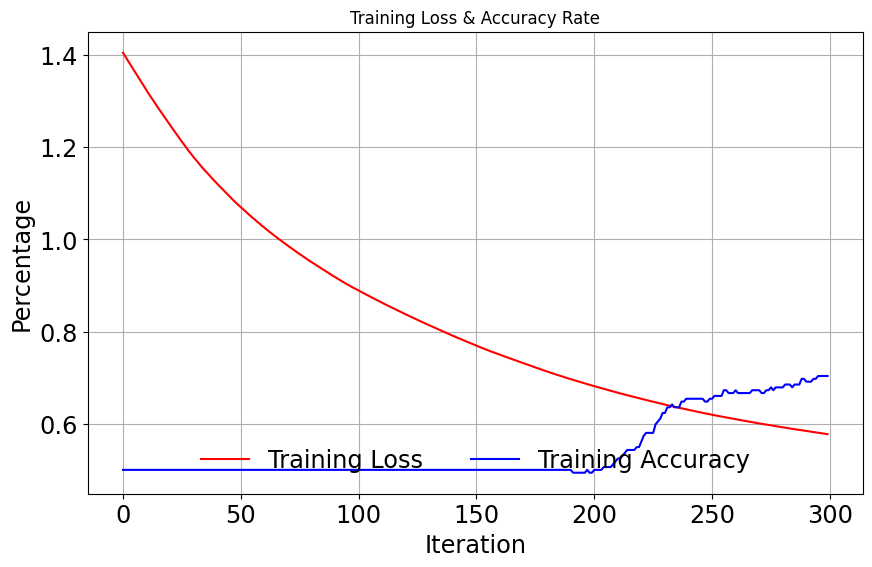 Training Loss & Accuracy Rate
Percentage
1.4
1.2
1.0
0.8
0.6
Training Loss Training Accuracy
0 50 100 150 200 250 300
Iteration